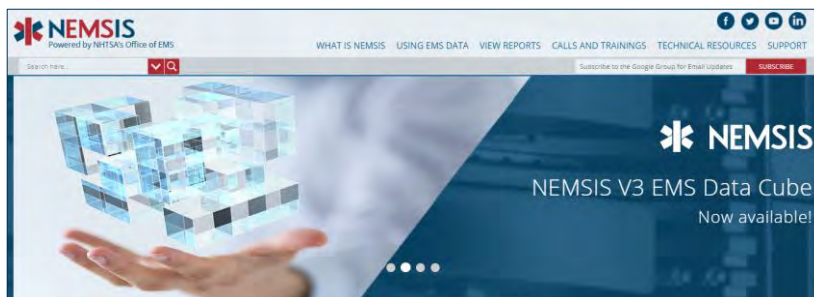 NEMSIS
Powered by NHTSA's Office of EMS
WHAT IS NEMSIS USING EMS DATA VIEW REPORTS CALLS AND TRAININGS TECHNICAL RESOURCES SUPPORT
Search here...
Subscribe to the Google Group for Email Updates SUBSCRIBE
NEMSIS
NEMSIS V3 EMS Data Cube
Now available!